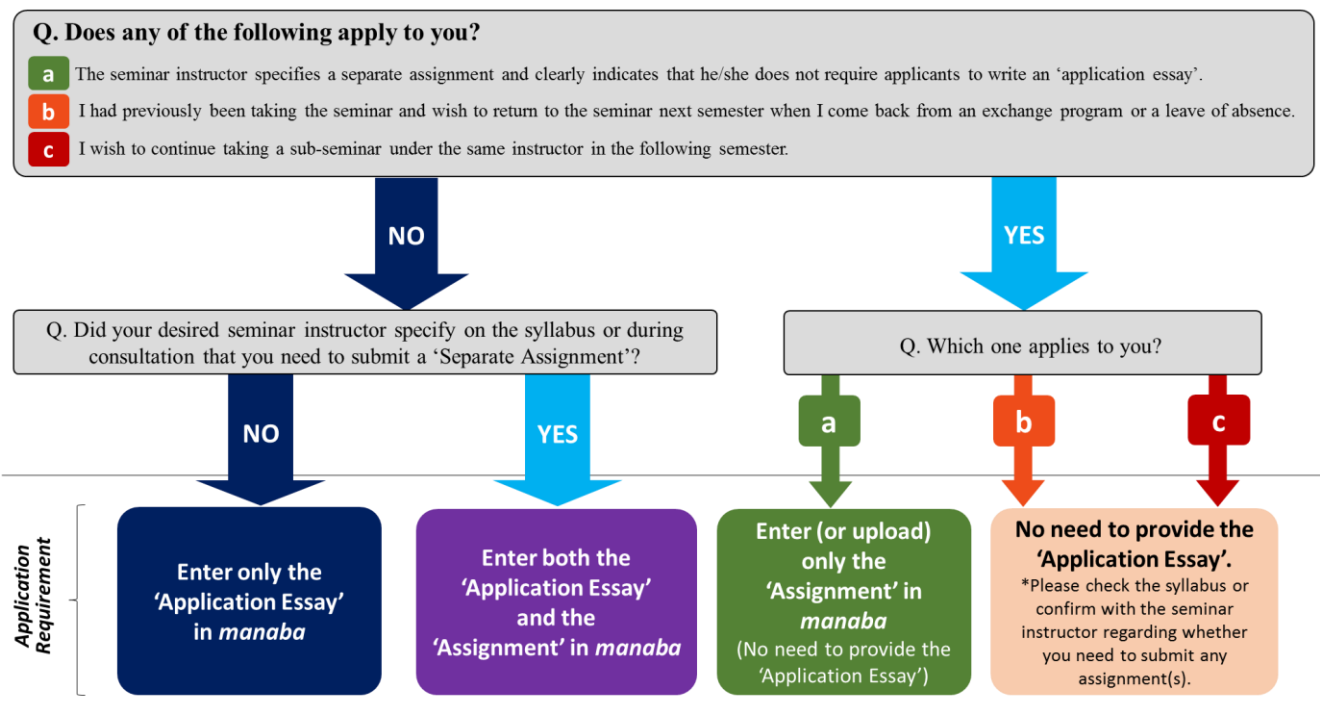 Q. Does any of the following apply to you?
a The seminar instructor specifies a separate assignment and clearly indicates that he/she does not require applicants to write an ‘application essay’.
b I had previously been taking the seminar and wish to return to the seminar next semester when I come back from an exchange program or a leave of absence.
c I wish to continue taking a sub-seminar under the same instructor in the following semester.
NO
YES
Q. Did your desired seminar instructor specify on the syllabus or during
consultation that you need to submit a ‘Separate Assignment’?
Q. Which one applies to you?
NO
YES
a
b
c
Application
Requirement
Enter only the
‘Application Essay’
in manaba
Enter both the
‘Application Essay’
and the
‘Assignment’ in manaba
Enter (or upload)
only the
‘Assignment’ in
manaba
(No need to provide the
‘Application Essay’)
No need to provide the
‘Application Essay’.
*Please check the syllabus or
confirm with the seminar
instructor regarding whether
you need to submit any
assignment(s).